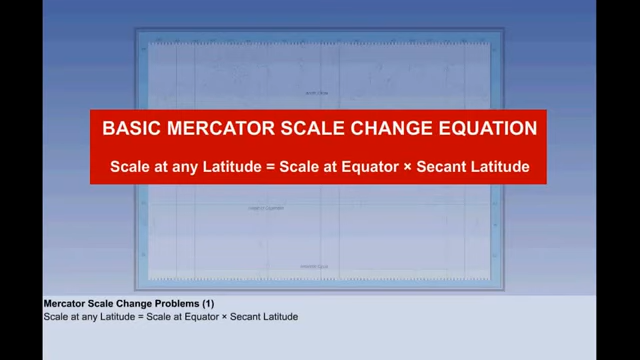 BASIC MERCATOR SCALE CHANGE EQUATION
Scale at any Latitude = Scale at Equator × Secant Latitude
Mercator Scale Change Problems (1)
Scale at any Latitude = Scale at Equator × Secant Latitude